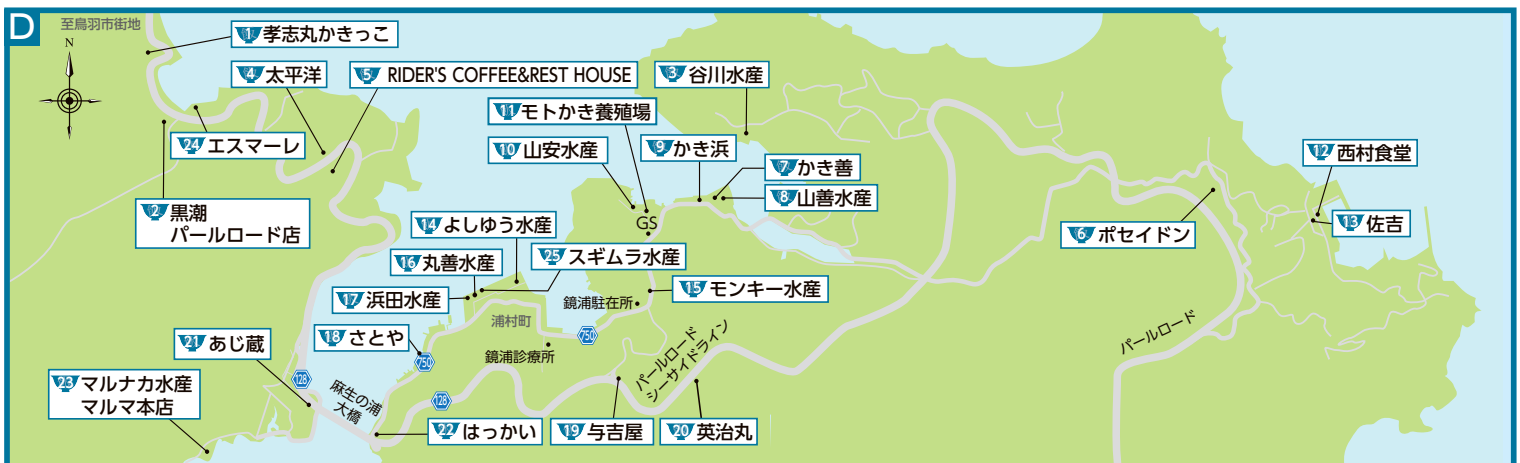 D
至鳥羽市街地
N
1 孝志丸かきっこ
4 太平洋
5 RIDER'S COFFEE&REST HOUSE
3 谷川水産
11 モトかき養殖場
24 エスマーレ
10 山安水産
9 かき浜
7 かき善
8 山善水産
12 西村食堂
13 佐吉
2 黒潮
パールロード店
14 よしゆう水産
GS
6 ポセイドン
16 丸善水産
25 スギムラ水産
17 浜田水産
鏡浦駐在所
15 モンキー水産
浦村町
750
18 さとや
750
鏡浦診療所
パールロード
シーサイドライン
パールロード
21 あじ蔵
128
23 マルナカ水産
マルマ本店
麻生の浦
大橋
128
22 はっかい
19 与吉屋
20 英治丸